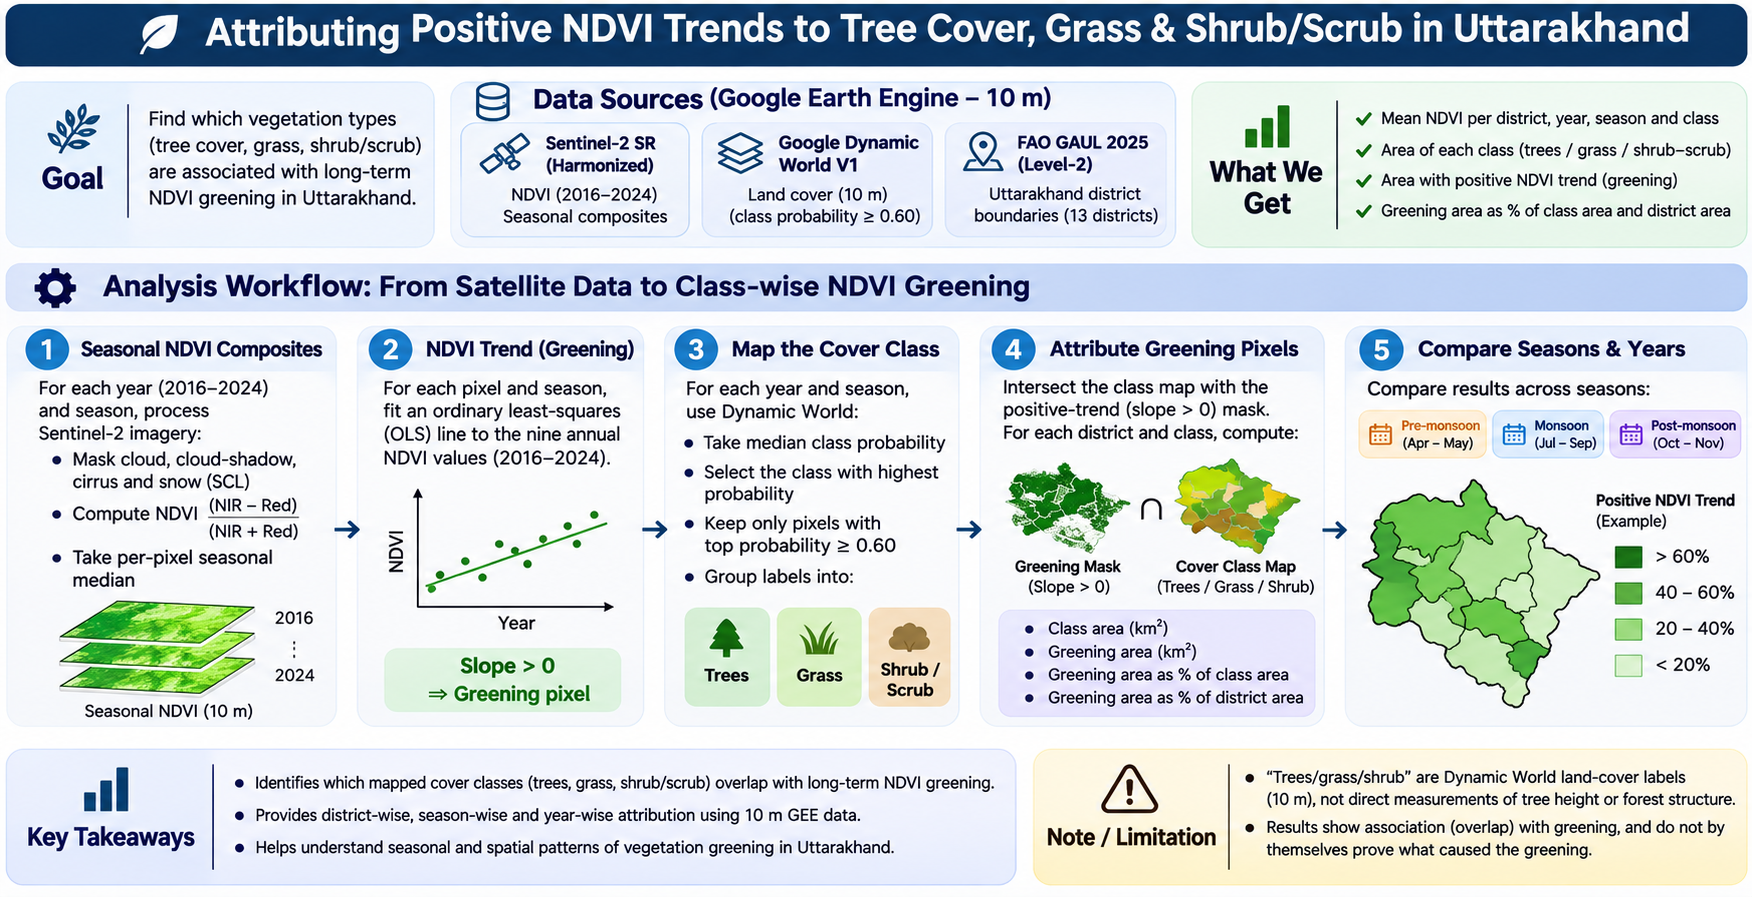 Attributing Positive NDVI Trends to Tree Cover, Grass & Shrub/Scrub in Uttarakhand
Goal
Find which vegetation types
(tree cover, grass, shrub/scrub)
are associated with long-term
NDVI greening in Uttarakhand.
Data Sources (Google Earth Engine – 10 m)
Sentinel-2 SR
(Harmonized)
NDVI (2016–2024)
Seasonal composites
Google Dynamic
World V1
Land cover (10 m)
(class probability ≥ 0.60)
FAO GAUL 2025
(Level-2)
Uttarakhand district
boundaries (13 districts)
What We
Get
Mean NDVI per district, year, season and class
Area of each class (trees / grass / shrub–scrub)
Area with positive NDVI trend (greening)
Greening area as % of class area and district area
Analysis Workflow: From Satellite Data to Class-wise NDVI Greening
1 Seasonal NDVI Composites
For each year (2016–2024)
and season, process
Sentinel-2 imagery:
• Mask cloud, cloud-shadow,
cirrus and snow (SCL)
• Compute NDVI (NIR – Red)
(NIR + Red)
• Take per-pixel seasonal
median
2016
⋮
2024
Seasonal NDVI (10 m)
2 NDVI Trend (Greening)
For each pixel and season,
fit an ordinary least-squares
(OLS) line to the nine annual
NDVI values (2016–2024).
NDVI
Year
Slope > 0
⇒ Greening pixel
3 Map the Cover Class
For each year and season,
use Dynamic World:
• Take median class probability
• Select the class with highest
probability
• Keep only pixels with
top probability ≥ 0.60
• Group labels into:
Trees
Grass
Shrub /
Scrub
4 Attribute Greening Pixels
Intersect the class map with the
positive-trend (slope > 0) mask.
For each district and class, compute:
∩
Greening Mask
(Slope > 0)
Cover Class Map
(Trees / Grass / Shrub)
• Class area (km²)
• Greening area (km²)
• Greening area as % of class area
• Greening area as % of district area
5 Compare Seasons & Years
Compare results across seasons:
Pre-monsoon
(Apr – May)
Monsoon
(Jul – Sep)
Post-monsoon
(Oct – Nov)
Positive NDVI Trend
(Example)
> 60%
40 – 60%
20 – 40%
< 20%
Key Takeaways
• Identifies which mapped cover classes (trees, grass, shrub/scrub) overlap with long-term NDVI greening.
• Provides district-wise, season-wise and year-wise attribution using 10 m GEE data.
• Helps understand seasonal and spatial patterns of vegetation greening in Uttarakhand.
Note / Limitation
• “Trees/grass/shrub” are Dynamic World land-cover labels
(10 m), not direct measurements of tree height or forest structure.
• Results show association (overlap) with greening, and do not by
themselves prove what caused the greening.